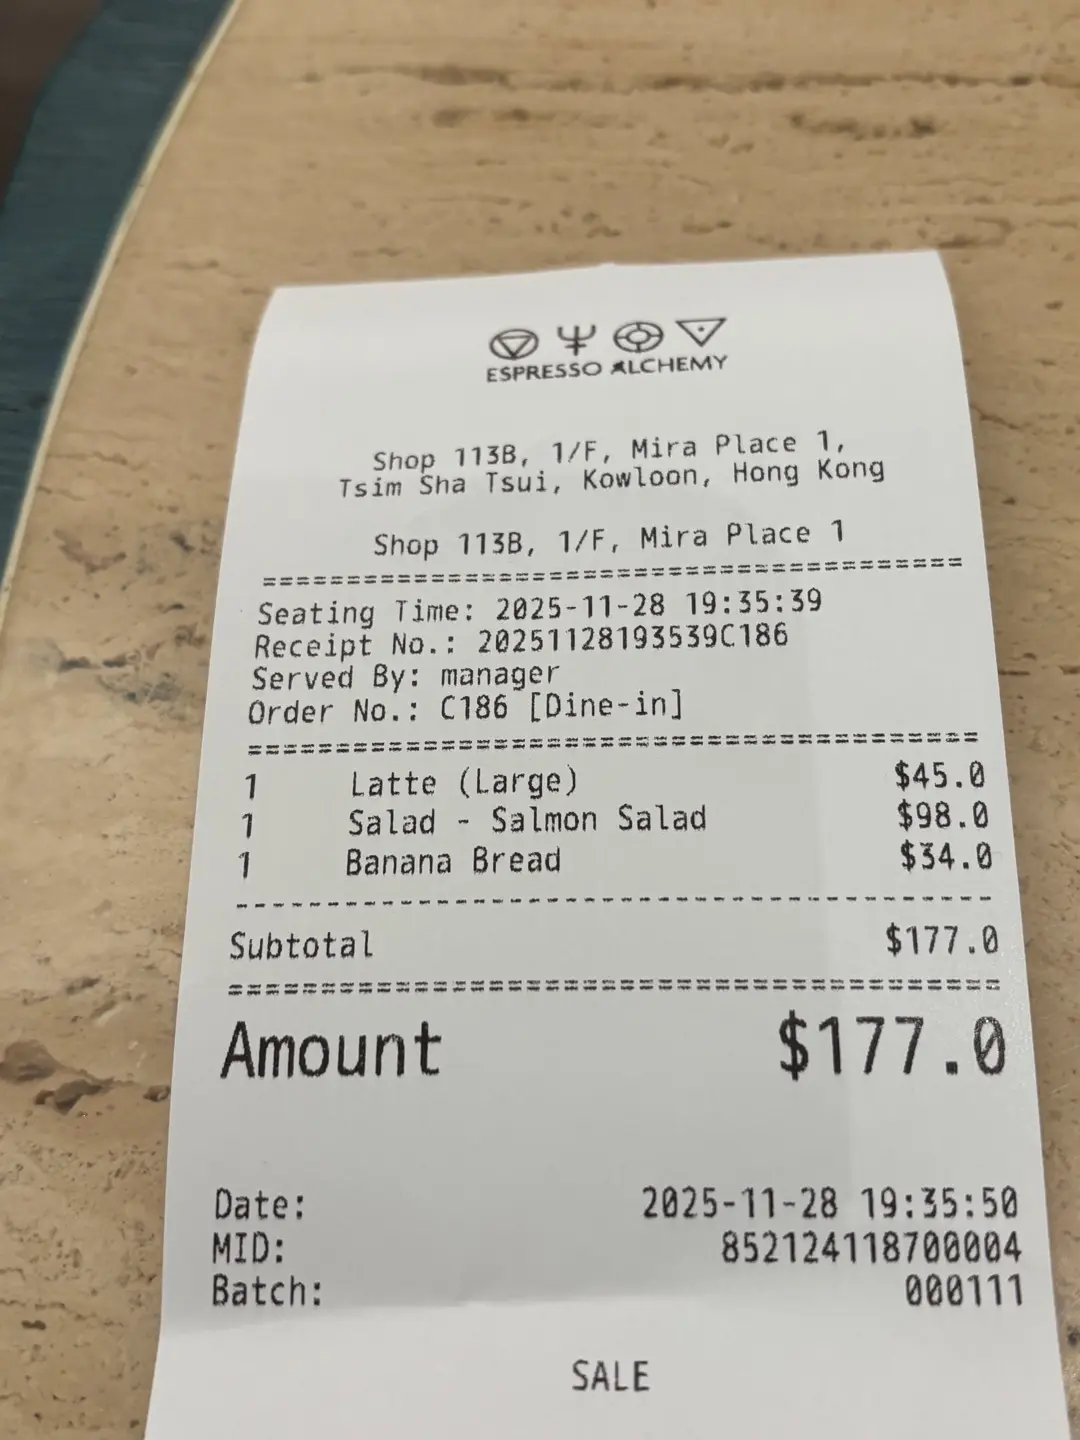 ESPRESSO ALCHEMY
Shop 113B, 1/F, Mira Place 1,
Tsim Sha Tsui, Kowloon, Hong Kong
Shop 113B, 1/F, Mira Place 1
=========================================
Seating Time: 2025-11-28 19:35:39
Receipt No.: 20251128193539C186
Served By: manager
Order No.: C186 [Dine-in]
=========================================
1 Latte (Large) $45.0
1 Salad - Salmon Salad $98.0
1 Banana Bread $34.0
-----------------------------------------
Subtotal $177.0
=========================================
Amount $177.0
Date: 2025-11-28 19:35:50
MID: 852124118700004
Batch: 000111
SALE